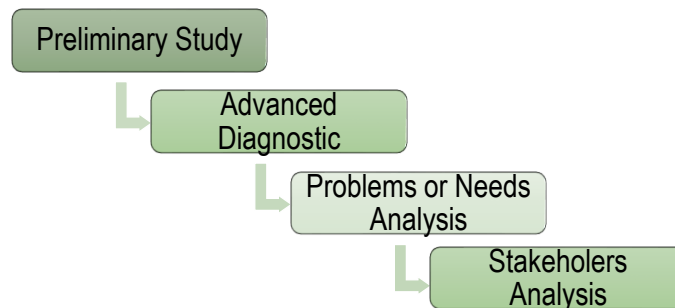 Preliminary Study
Advanced
Diagnostic
Problems or Needs
Analysis
Stakeholers
Analysis